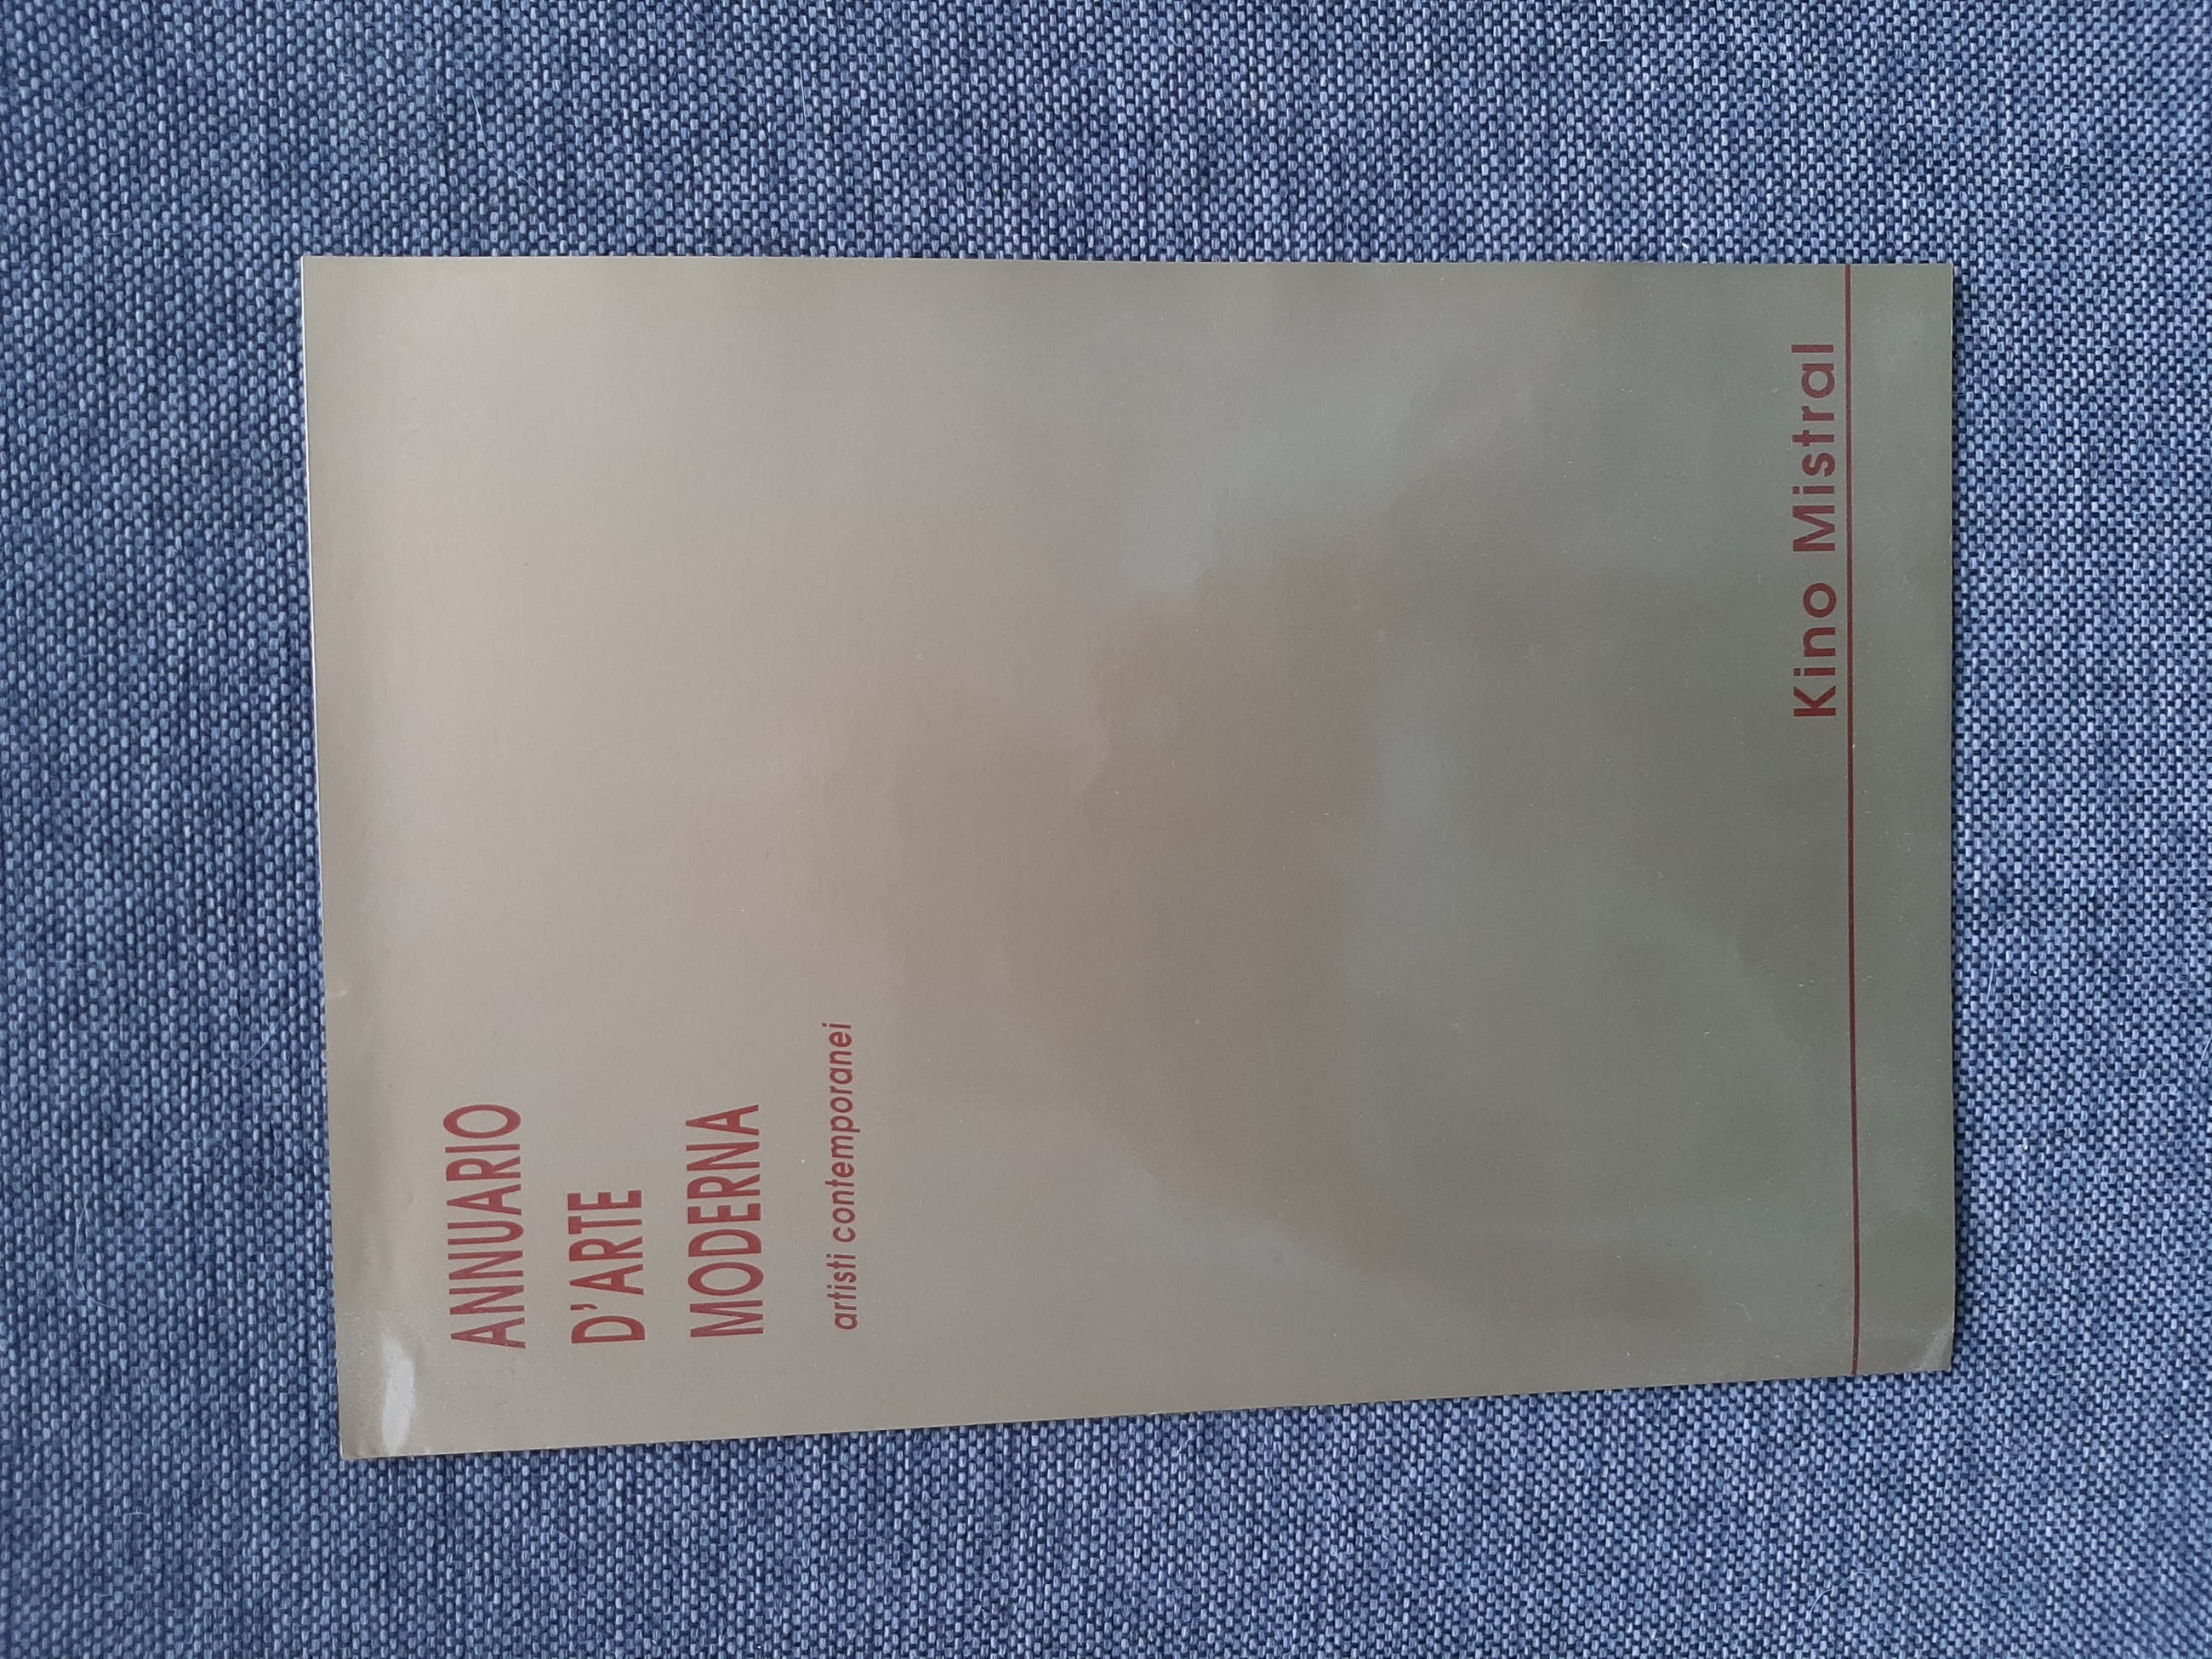 ANNUARIO
D'ARTE
MODERNA
artisti contemporanei
Kino Mistral